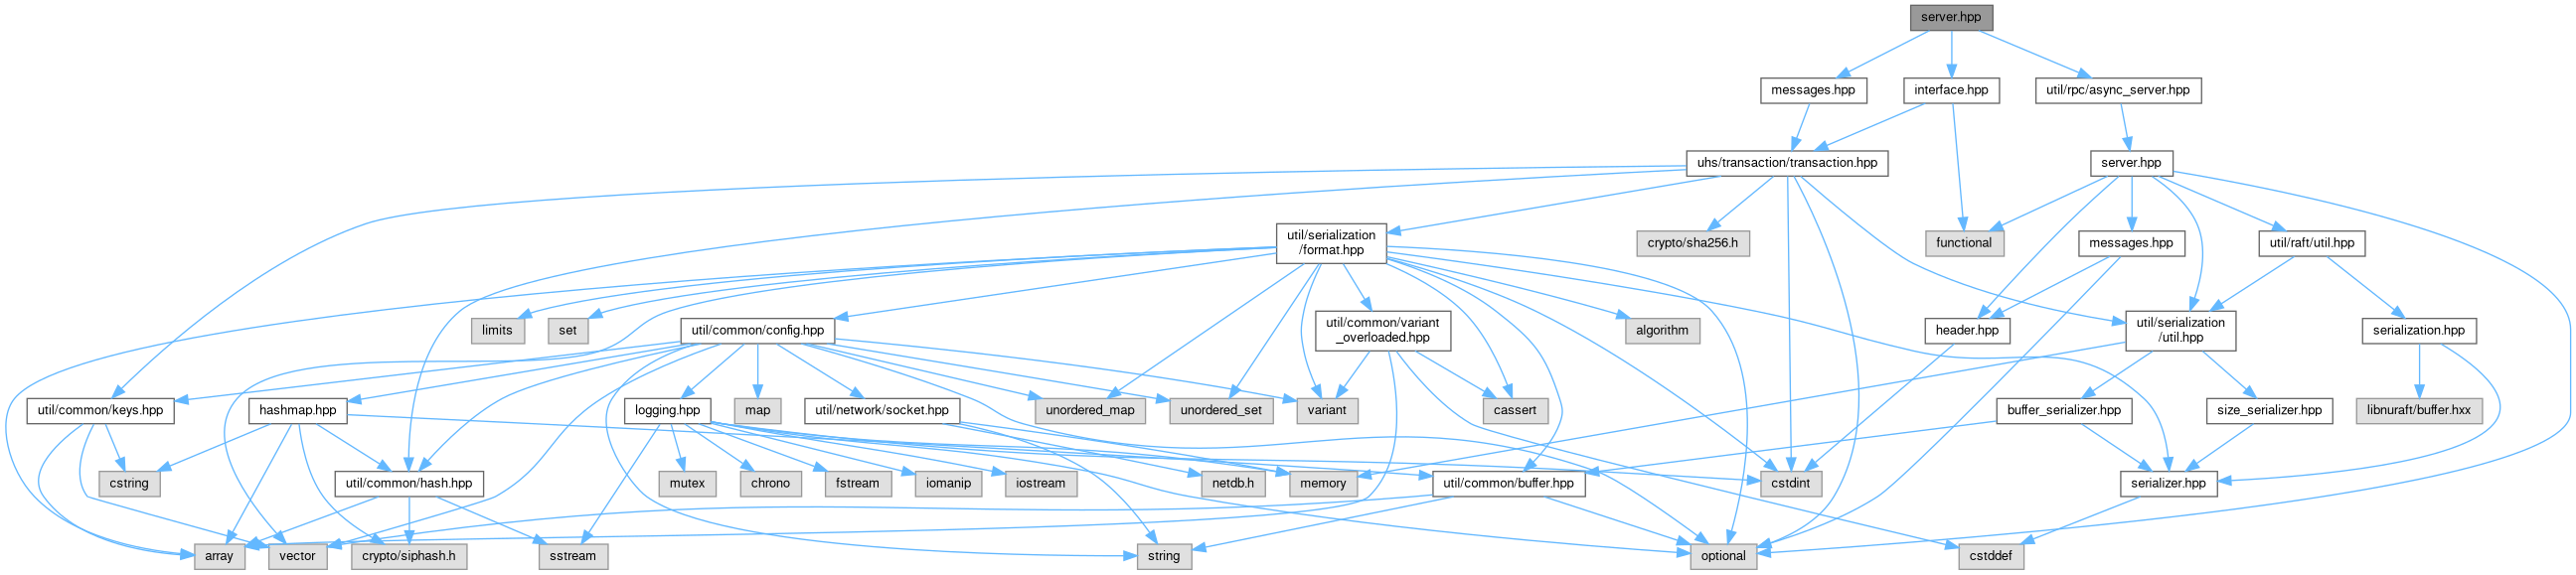 server.hpp
messages.hpp
interface.hpp
util/rpc/async_server.hpp
uhs/transaction/transaction.hpp
server.hpp
util/serialization
/format.hpp
crypto/sha256.h
functional
messages.hpp
util/raft/util.hpp
limits
set
util/common/config.hpp
util/common/variant
_overloaded.hpp
algorithm
header.hpp
util/serialization
/util.hpp
serialization.hpp
util/common/keys.hpp
hashmap.hpp
logging.hpp
map
util/network/socket.hpp
unordered_map
unordered_set
variant
cassert
buffer_serializer.hpp
size_serializer.hpp
libnuraft/buffer.hxx
cstring
util/common/hash.hpp
mutex
chrono
fstream
iomanip
iostream
netdb.h
memory
util/common/buffer.hpp
cstdint
serializer.hpp
array
vector
crypto/siphash.h
sstream
string
optional
cstddef